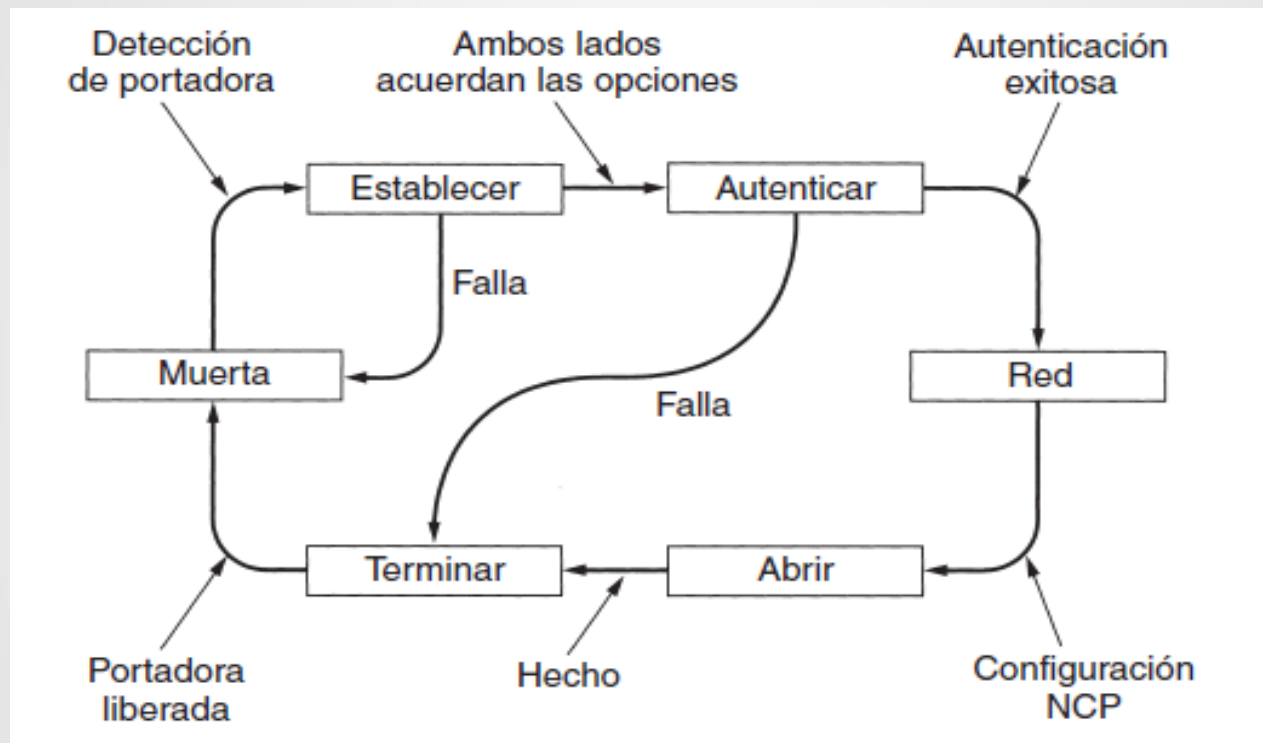 Detección
de portadora
Ambos lados
acuerdan las opciones
Autenticación
exitosa
Establecer
Autenticar
Falla
Muerta
Red
Falla
Terminar
Abrir
Portadora
liberada
Hecho
Configuración
NCP